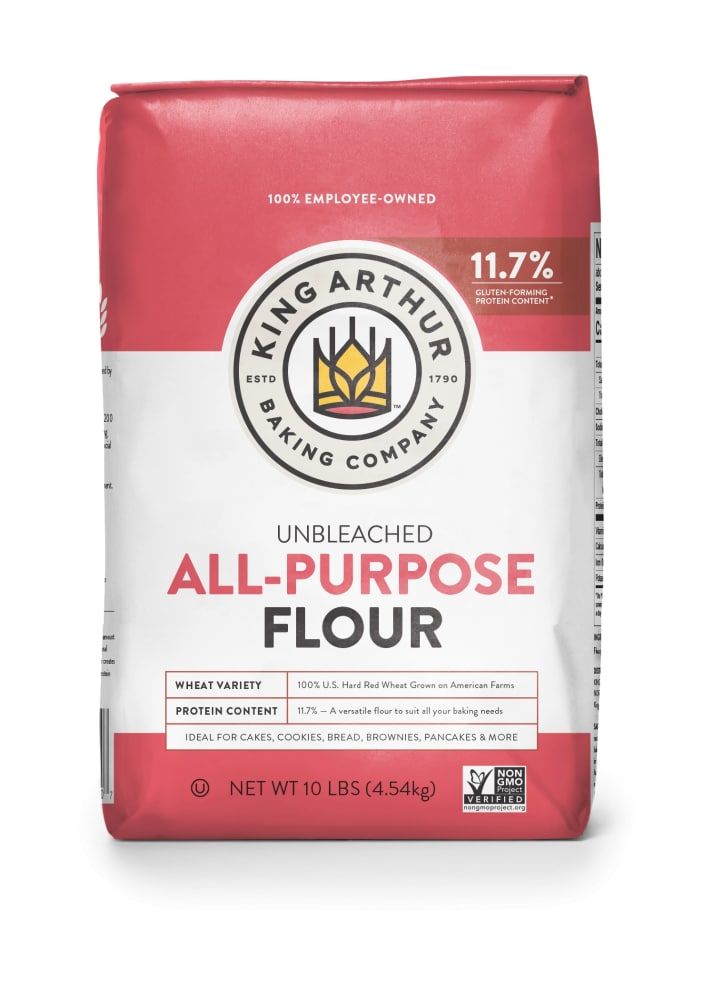 100% EMPLOYEE-OWNED
11.7%
GLUTEN-FORMING
PROTEIN CONTENT*
KING ARTHUR
ESTD 1790
BAKING COMPANY
TM
UNBLEACHED
ALL-PURPOSE
FLOUR
WHEAT VARIETY 100% U.S. Hard Red Wheat Grown on American Farms
PROTEIN CONTENT 11.7% — A versatile flour to suit all your baking needs
IDEAL FOR CAKES, COOKIES, BREAD, BROWNIES, PANCAKES & MORE
U NET WT 10 LBS (4.54kg)
NON
GMO
Project
VERIFIED
nongmoproject.org